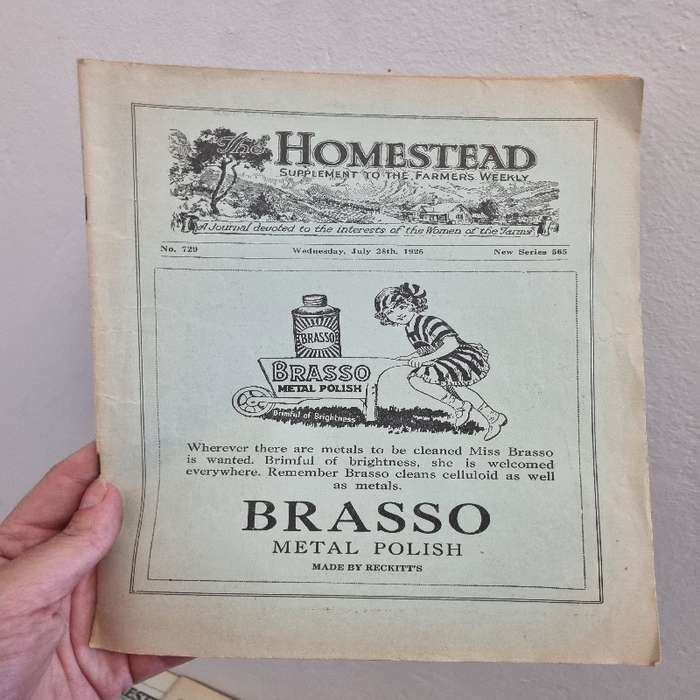 The HOMESTEAD
SUPPLEMENT TO THE FARMERS WEEKLY
A Journal devoted to the interests of the Women of the Farms
No. 729 Wednesday, July 28th, 1926 New Series 565
BRASSO
BRASSO
METAL POLISH
Brimful of Brightness
Wherever there are metals to be cleaned Miss Brasso
is wanted. Brimful of brightness, she is welcomed
everywhere. Remember Brasso cleans celluloid as well
as metals.
BRASSO
METAL POLISH
MADE BY RECKITT'S